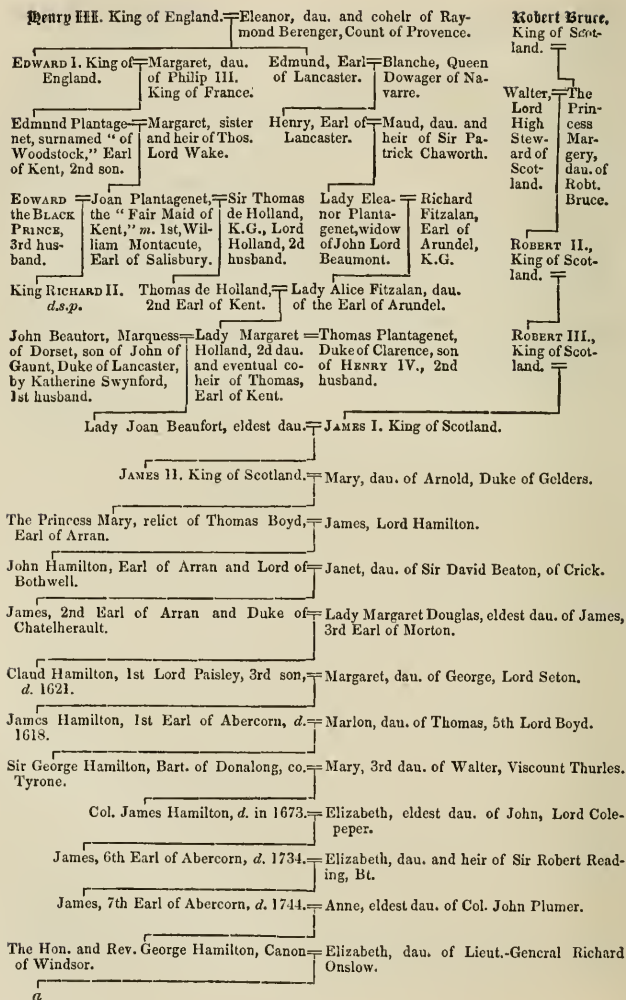 Henry III. King of England.
Eleanor, dau. and coheir of Raymond Berenger, Count of Provence.
Robert Bruce,
King of Scotland.
EDWARD I. King of
England.
Margaret, dau.
of Philip III.
King of France.
Edmund, Earl
of Lancaster.
Blanche, Queen
Dowager of Navarre.
Walter,
Lord
High
Steward of
Scotland.
The
Princess
Margery,
dau. of
Robt.
Bruce.
Edmund Plantagenet, surnamed "of
Woodstock," Earl
of Kent, 2nd son.
Margaret, sister
and heir of Thos.
Lord Wake.
Henry, Earl of
Lancaster.
Maud, dau. and
heir of Sir Patrick Chaworth.
EDWARD
the BLACK
PRINCE,
3rd husband.
Joan Plantagenet,
the "Fair Maid of
Kent," m. 1st, William Montacute,
Earl of Salisbury.
Sir Thomas
de Holland,
K.G., Lord
Holland, 2d
husband.
Lady Eleanor Plantagenet, widow
of John Lord
Beaumont.
Richard
Fitzalan,
Earl of
Arundel,
K.G.
ROBERT II.,
King of Scotland.
King RICHARD II.
d.s.p.
Thomas de Holland,
2nd Earl of Kent.
Lady Alice Fitzalan, dau.
of the Earl of Arundel.
John Beaufort, Marquess
of Dorset, son of John of
Gaunt, Duke of Lancaster,
by Katherine Swynford,
1st husband.
Lady Margaret
Holland, 2d dau.
and eventual coheir of Thomas,
Earl of Kent.
Thomas Plantagenet,
Duke of Clarence, son
of HENRY IV., 2nd
husband.
ROBERT III.,
King of Scotland.
Lady Joan Beaufort, eldest dau.
JAMES I. King of Scotland.
JAMES II. King of Scotland.
Mary, dau. of Arnold, Duke of Gelders.
The Princess Mary, relict of Thomas Boyd,
Earl of Arran.
James, Lord Hamilton.
John Hamilton, Earl of Arran and Lord of
Bothwell.
Janet, dau. of Sir David Beaton, of Crick.
James, 2nd Earl of Arran and Duke of
Chatelherault.
Lady Margaret Douglas, eldest dau. of James,
3rd Earl of Morton.
Claud Hamilton, 1st Lord Paisley, 3rd son,
d. 1621.
Margaret, dau. of George, Lord Seton.
James Hamilton, 1st Earl of Abercorn, d.
1618.
Marion, dau. of Thomas, 5th Lord Boyd.
Sir George Hamilton, Bart. of Donalong, co.
Tyrone.
Mary, 3rd dau. of Walter, Viscount Thurles.
Col. James Hamilton, d. in 1673.
Elizabeth, eldest dau. of John, Lord Colepeper.
James, 6th Earl of Abercorn, d. 1734.
Elizabeth, dau. and heir of Sir Robert Reading, Bt.
James, 7th Earl of Abercorn, d. 1744.
Anne, eldest dau. of Col. John Plumer.
The Hon. and Rev. George Hamilton, Canon
of Windsor.
Elizabeth, dau. of Lieut.-General Richard
Onslow.
a